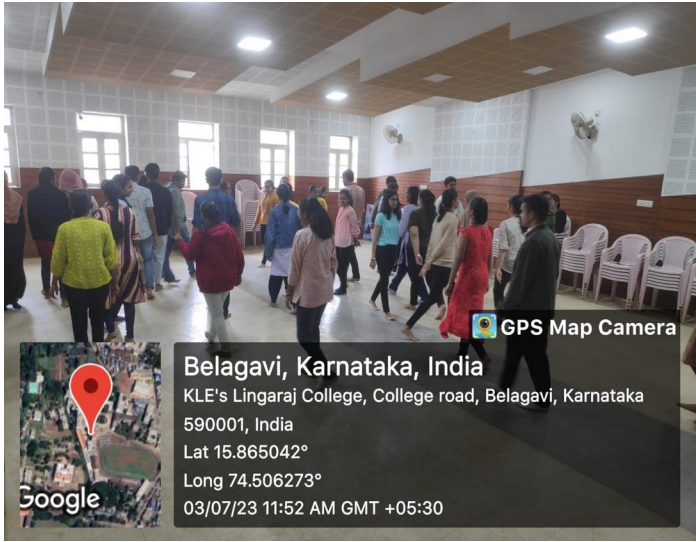 GPS Map Camera
Belagavi, Karnataka, India
KLE's Lingaraj College, College road, Belagavi, Karnataka
590001, India
Lat 15.865042°
Long 74.506273°
03/07/23 11:52 AM GMT +05:30
Google